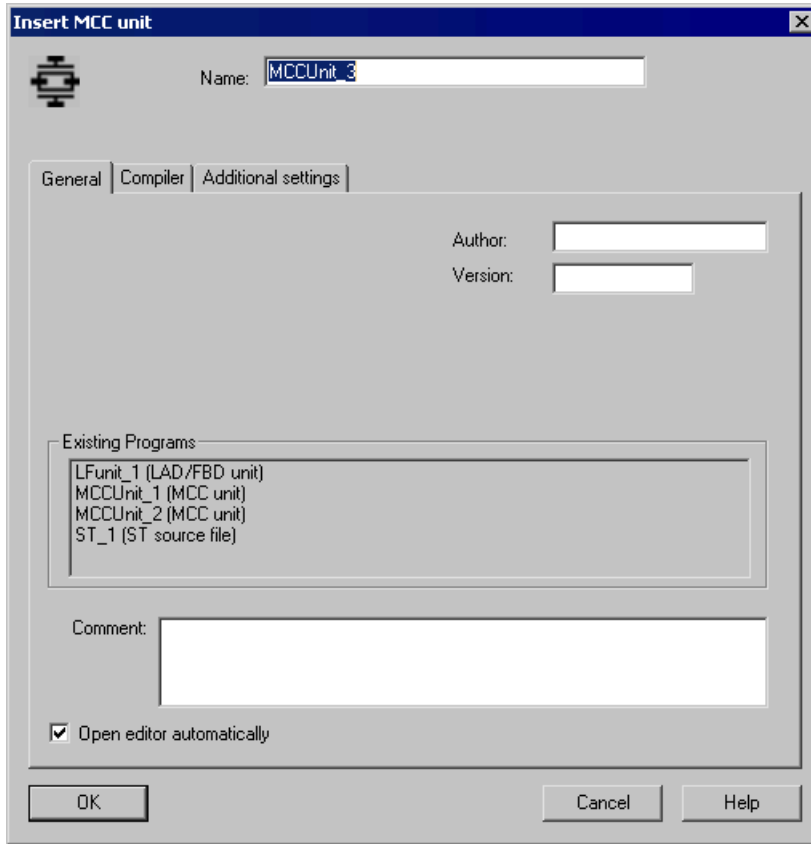 Insert MCC unit
Name: MCCUnit_3
General Compiler Additional settings
Author:
Version:
Existing Programs
LFunit_1 (LAD/FBD unit)
MCCUnit_1 (MCC unit)
MCCUnit_2 (MCC unit)
ST_1 (ST source file)
Comment:
Open editor automatically
OK Cancel Help